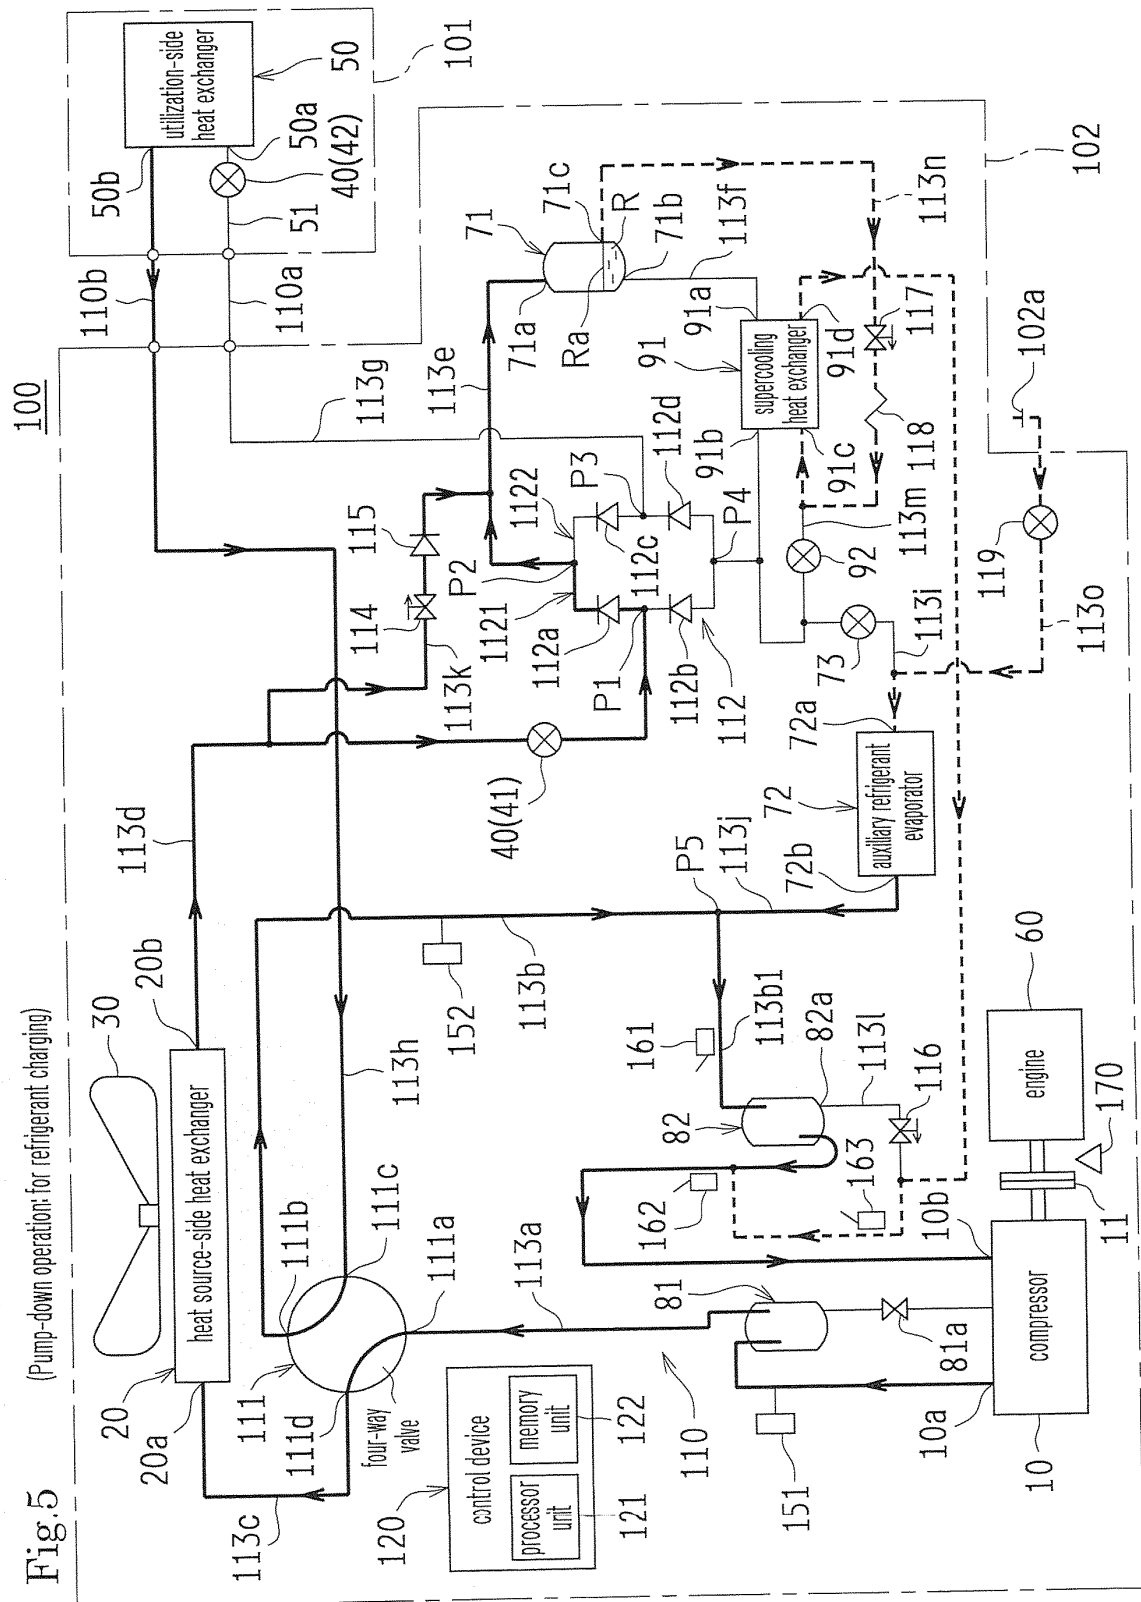 Fig.5
(Pump-down operation: for refrigerant charging)
100
30
20
20a
20b
heat source-side heat exchanger
113c
113d
110b
110a
50b
50a
50
51
40(42)
utilization-side
heat exchanger
101
102
111
111b
111c
111a
111d
four-way
valve
113h
113g
113e
113k
114
115
40(41)
P2
P1
P3
P4
1121
1122
112a
112b
112c
112d
112
71
71a
71c
71b
R
Ra
113f
113n
91
91a
91b
91c
91d
supercooling
heat exchanger
117
118
102a
119
113o
113m
92
73
113i
72
72a
72b
auxiliary refrigerant
evaporator
113j
P5
113b
152
113b1
161
82
82a
113l
116
162
163
120
control device
processor
unit
memory
unit
121
122
110
113a
81
81a
151
10
10a
10b
compressor
11
170
engine
60